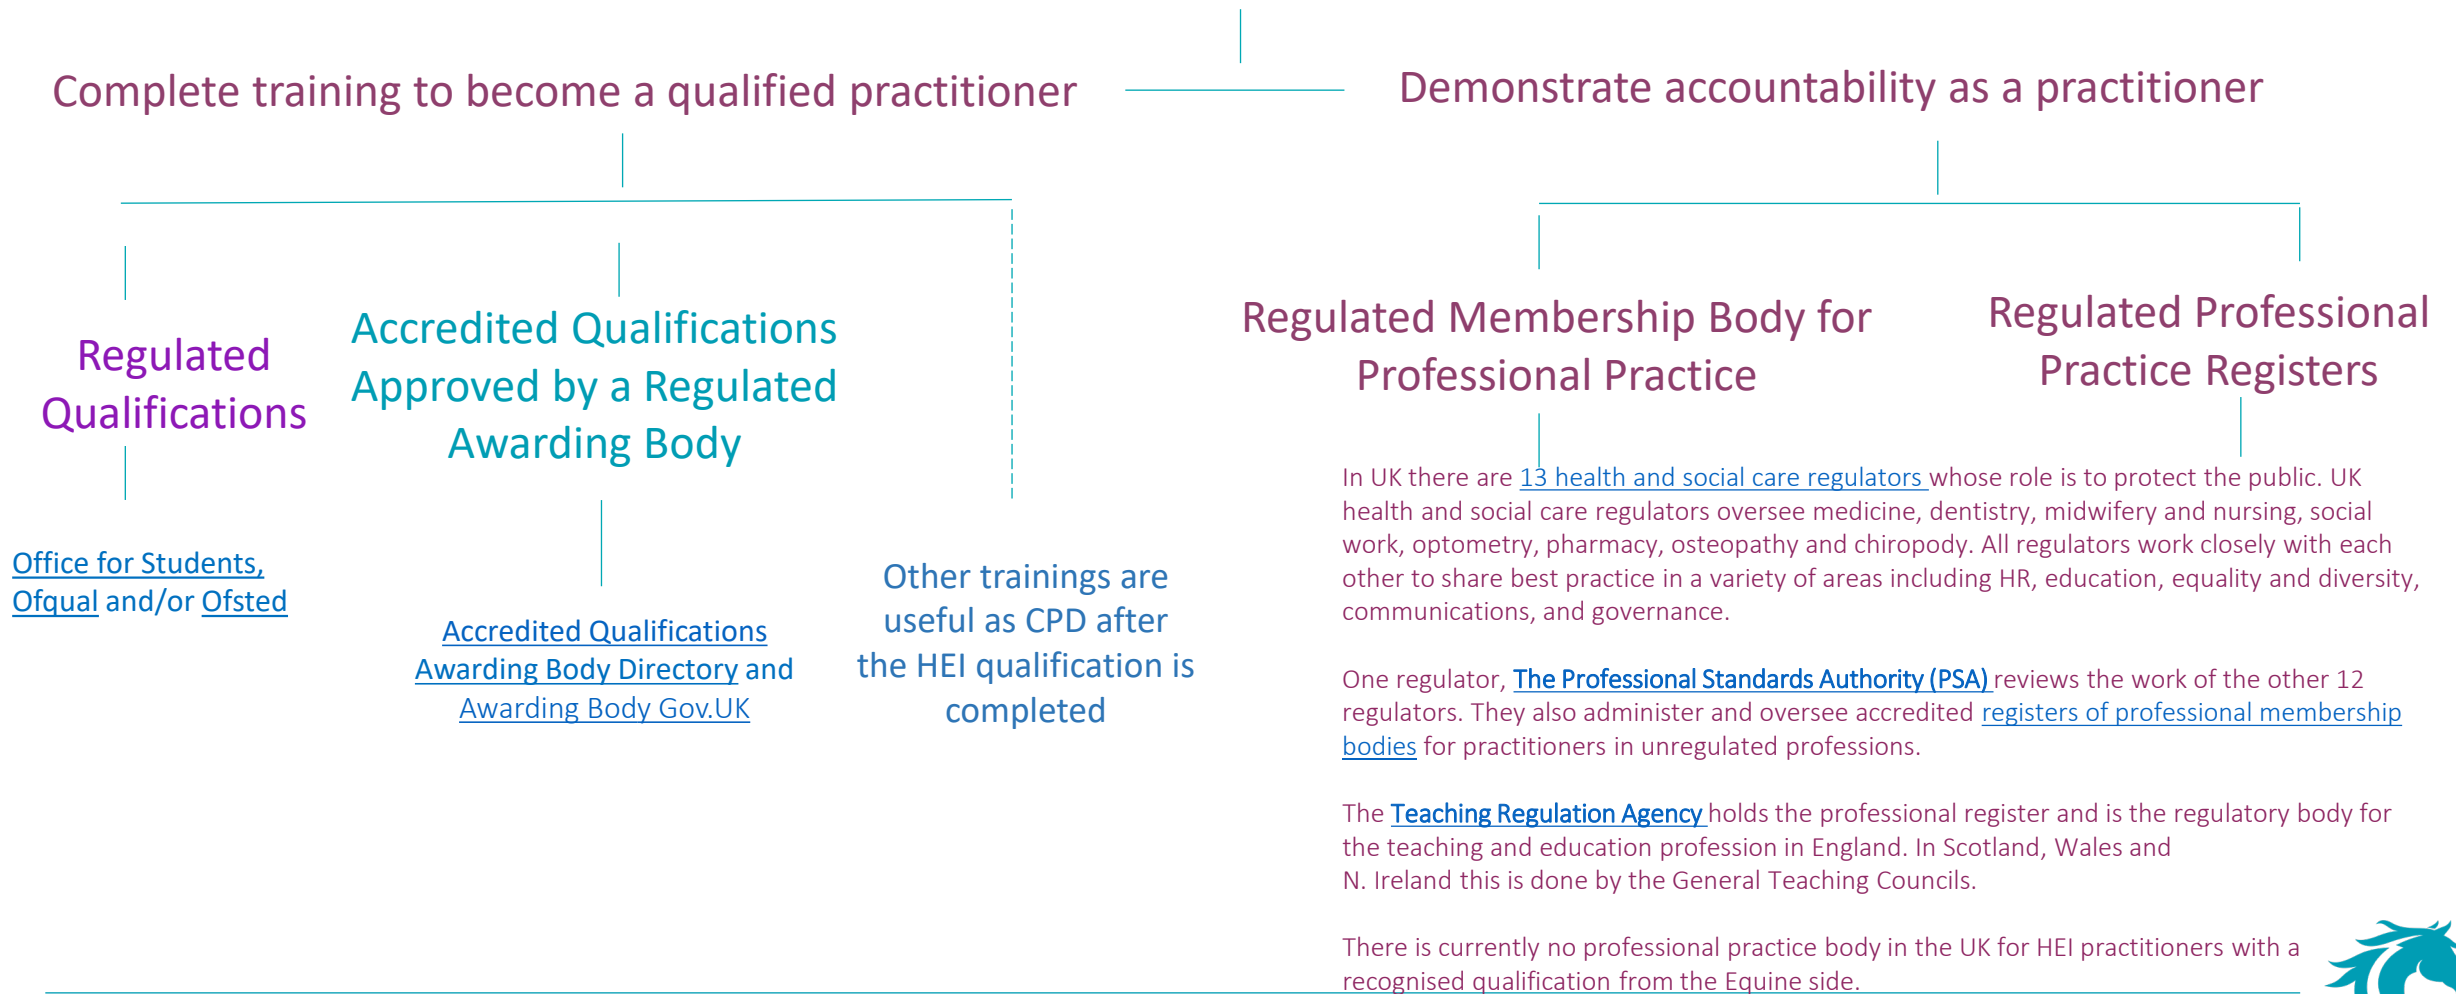 Complete training to become a qualified practitioner
Demonstrate accountability as a practitioner
Regulated
Qualifications
Office for Students,
Ofqual and/or Ofsted
Accredited Qualifications
Approved by a Regulated
Awarding Body
Accredited Qualifications
Awarding Body Directory and
Awarding Body Gov.UK
Other trainings are
useful as CPD after
the HEI qualification is
completed
Regulated Membership Body for
Professional Practice
Regulated Professional
Practice Registers
In UK there are 13 health and social care regulators whose role is to protect the public. UK
health and social care regulators oversee medicine, dentistry, midwifery and nursing, social
work, optometry, pharmacy, osteopathy and chiropody. All regulators work closely with each
other to share best practice in a variety of areas including HR, education, equality and diversity,
communications, and governance.
One regulator, The Professional Standards Authority (PSA) reviews the work of the other 12
regulators. They also administer and oversee accredited registers of professional membership
bodies for practitioners in unregulated professions.
The Teaching Regulation Agency holds the professional register and is the regulatory body for
the teaching and education profession in England. In Scotland, Wales and
N. Ireland this is done by the General Teaching Councils.
There is currently no professional practice body in the UK for HEI practitioners with a
recognised qualification from the Equine side.